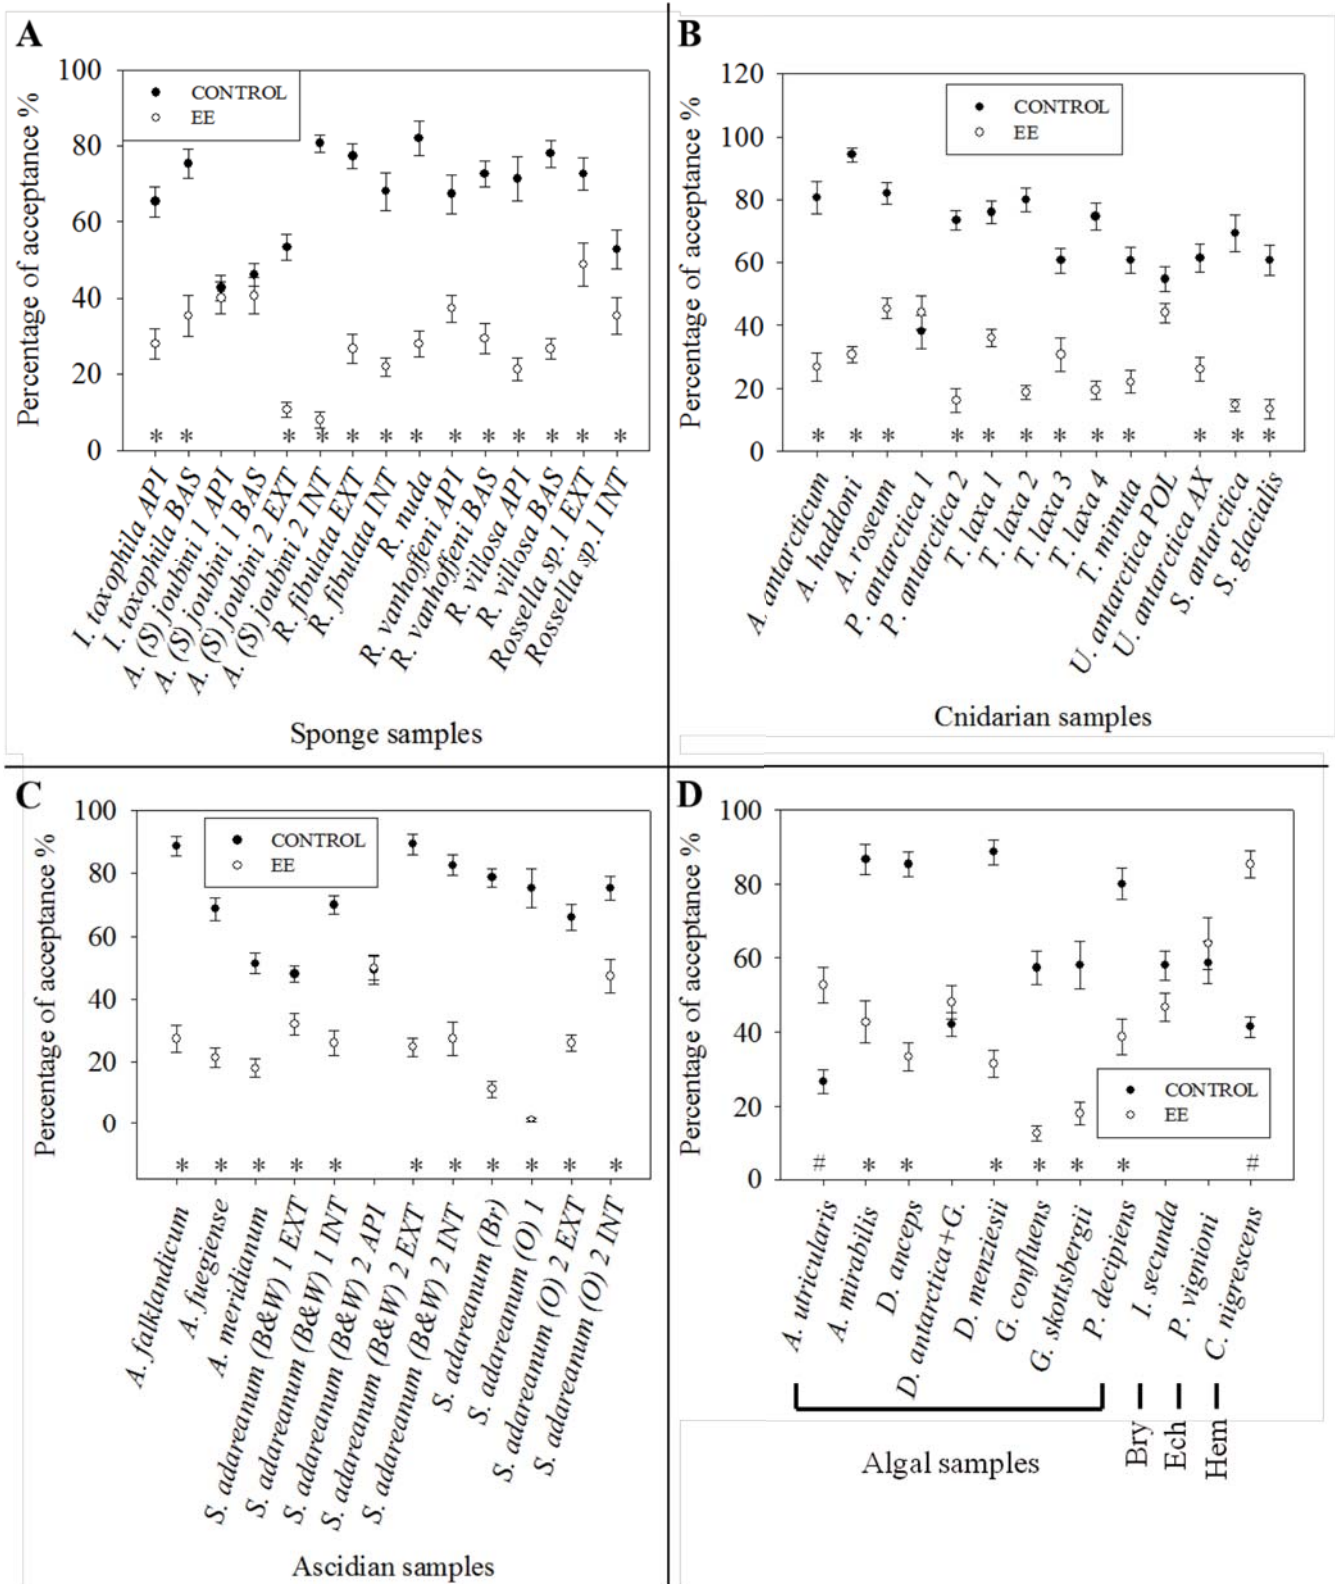 A
Percentage of acceptance %
100
80
60
40
20
0
CONTROL
EE
* * * * * * * * * * * * *
I. toxophila API
I. toxophila BAS
A. (S) joubini 1 API
A. (S) joubini 1 BAS
A. (S) joubini 2 EXT
A. (S) joubini 2 INT
R. fibulata EXT
R. fibulata INT
R. nuda
R. vanhoffeni API
R. vanhoffeni BAS
R. villosa API
R. villosa BAS
Rossella sp.1 EXT
Rossella sp.1 INT
Sponge samples
B
Percentage of acceptance %
120
100
80
60
40
20
0
CONTROL
EE
* * * * * * * * * * * *
A. antarcticum
A. haddoni
A. roseum
P. antarctica 1
P. antarctica 2
T. laxa 1
T. laxa 2
T. laxa 3
T. laxa 4
T. minuta
U. antarctica POL
U. antarctica AX
S. antarctica
S. glacialis
Cnidarian samples
C
Percentage of acceptance %
100
80
60
40
20
0
CONTROL
EE
* * * * * * * * * * *
A. falklandicum
A. fuegiense
A. meridianum
S. adareanum (B&W) 1 EXT
S. adareanum (B&W) 1 INT
S. adareanum (B&W) 2 API
S. adareanum (B&W) 2 EXT
S. adareanum (B&W) 2 INT
S. adareanum (Br)
S. adareanum (O) 1
S. adareanum (O) 2 EXT
S. adareanum (O) 2 INT
Ascidian samples
D
Percentage of acceptance %
100
80
60
40
20
0
CONTROL
EE
# * * * * * * #
A. utricularis
A. mirabilis
D. anceps
D. antarctica+G.
D. menziesii
G. confluens
G. skottsbergii
P. decipiens
I. secunda
P. vignioni
C. nigrescens
Algal samples
Bry
Ech
Hem